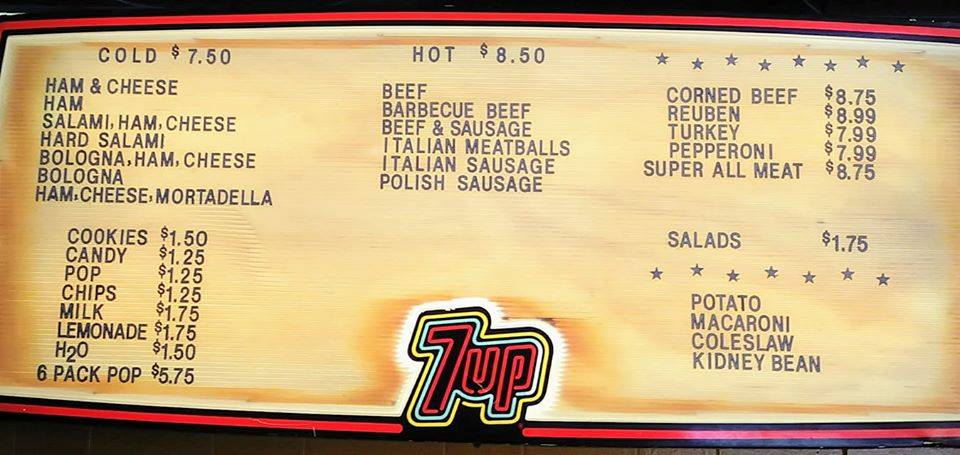 COLD $7.50
HAM & CHEESE
HAM
SALAMI, HAM, CHEESE
HARD SALAMI
BOLOGNA, HAM, CHEESE
BOLOGNA
HAM, CHEESE, MORTADELLA
COOKIES $1.50
CANDY $1.25
POP $1.25
CHIPS $1.25
MILK $1.75
LEMONADE $1.75
H2O $1.50
6 PACK POP $5.75
HOT $8.50
BEEF
BARBECUE BEEF
BEEF & SAUSAGE
ITALIAN MEATBALLS
ITALIAN SAUSAGE
POLISH SAUSAGE
CORNED BEEF $8.75
REUBEN $8.99
TURKEY $7.99
PEPPERONI $7.99
SUPER ALL MEAT $8.75
SALADS $1.75
POTATO
MACARONI
COLESLAW
KIDNEY BEAN
7up